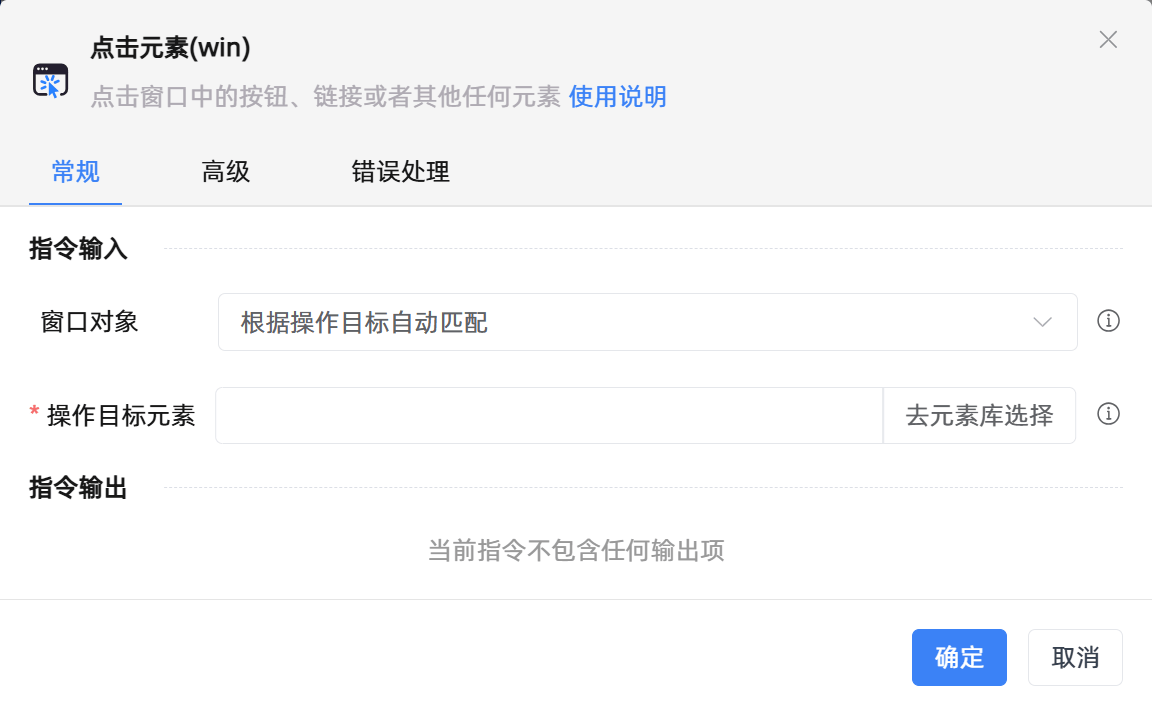 点击元素(win)
点击窗口中的按钮、链接或者其他任何元素 使用说明
常规 高级 错误处理
指令输入
窗口对象 根据操作目标自动匹配
* 操作目标元素 去元素库选择
指令输出
当前指令不包含任何输出项
确定 取消